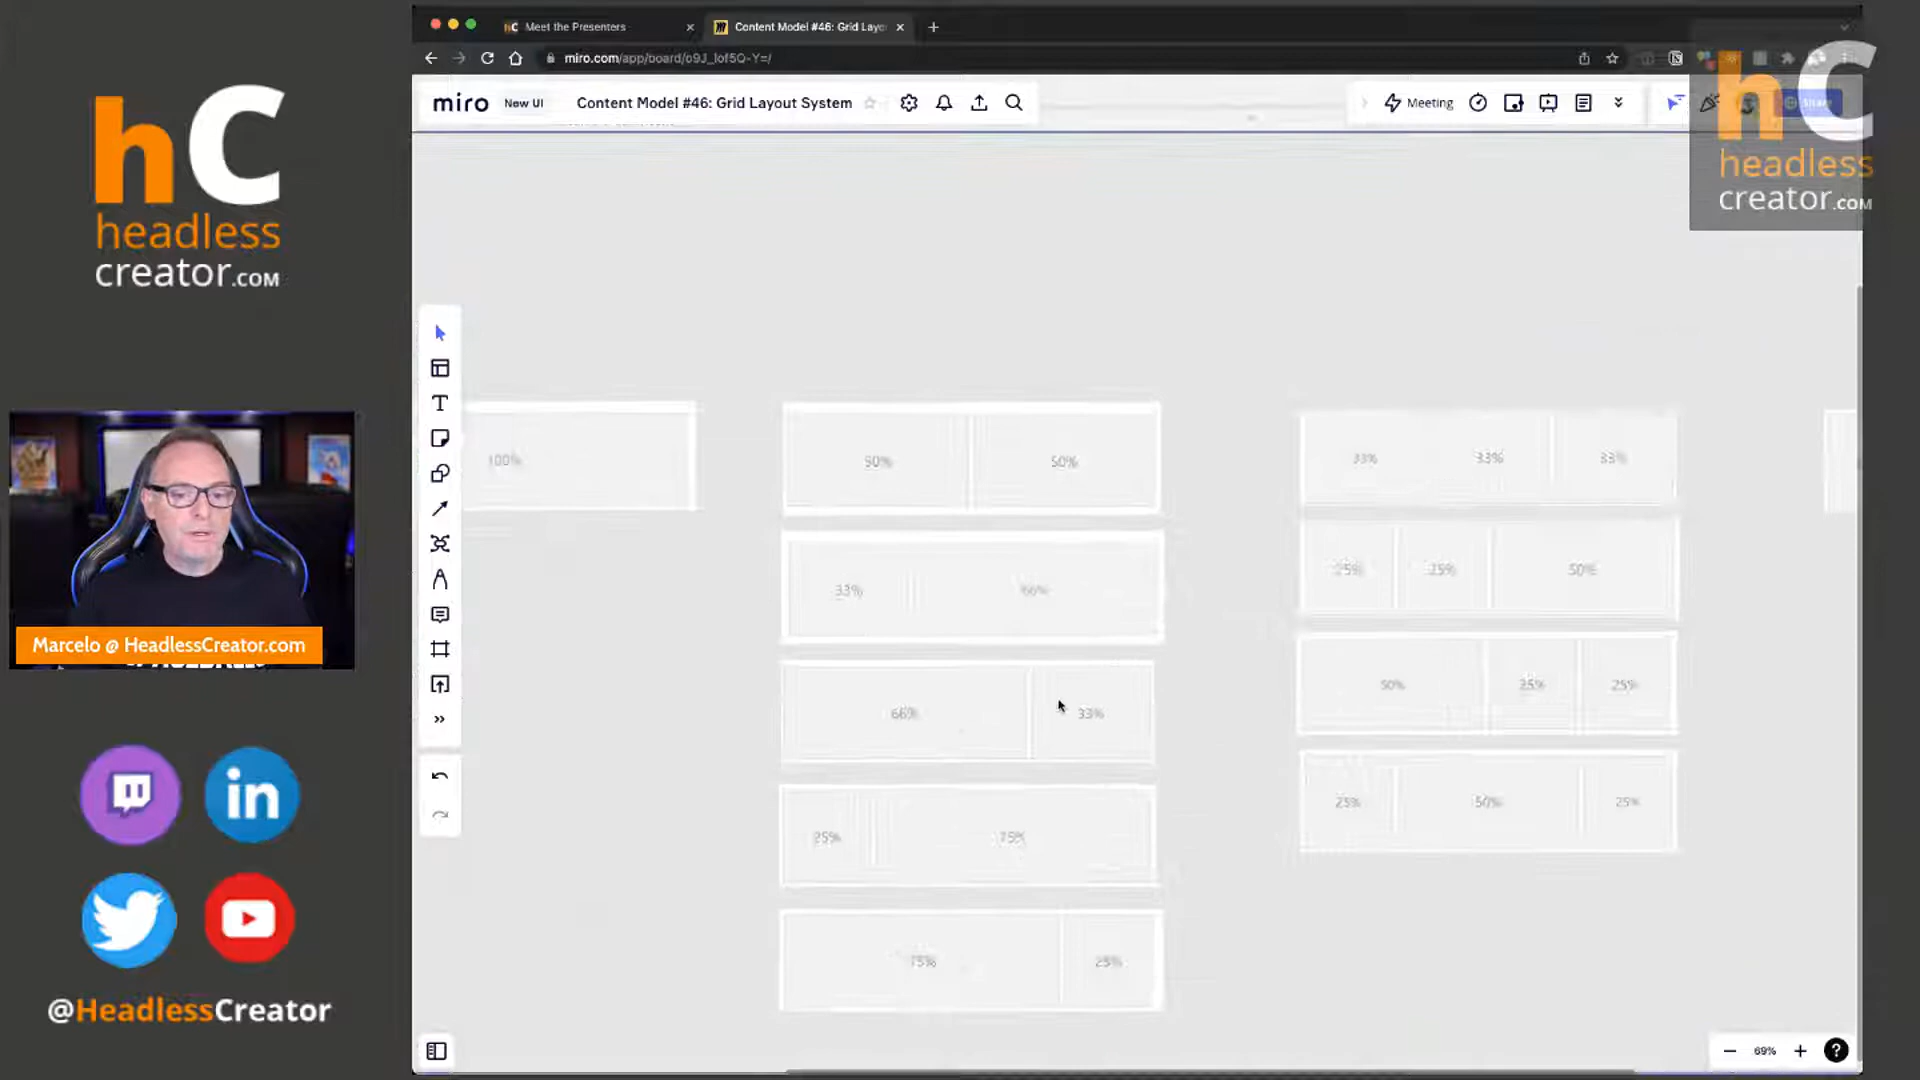 hC
headless
creator.COM
Marcelo @ HeadlessCreator.com
in
@HeadlessCreator
hC Meet the Presenters
Content Model #46: Grid Layo
miro.com/app/board/
miro New UI Content Model #46: Grid Layout System
Meeting
Share
hC
headless
creator.COM
100%
50% 50%
33% 66%
66% 33%
25% 75%
75% 25%
33% 33% 33%
25% 25% 50%
50% 25% 25%
25% 50% 25%
69%